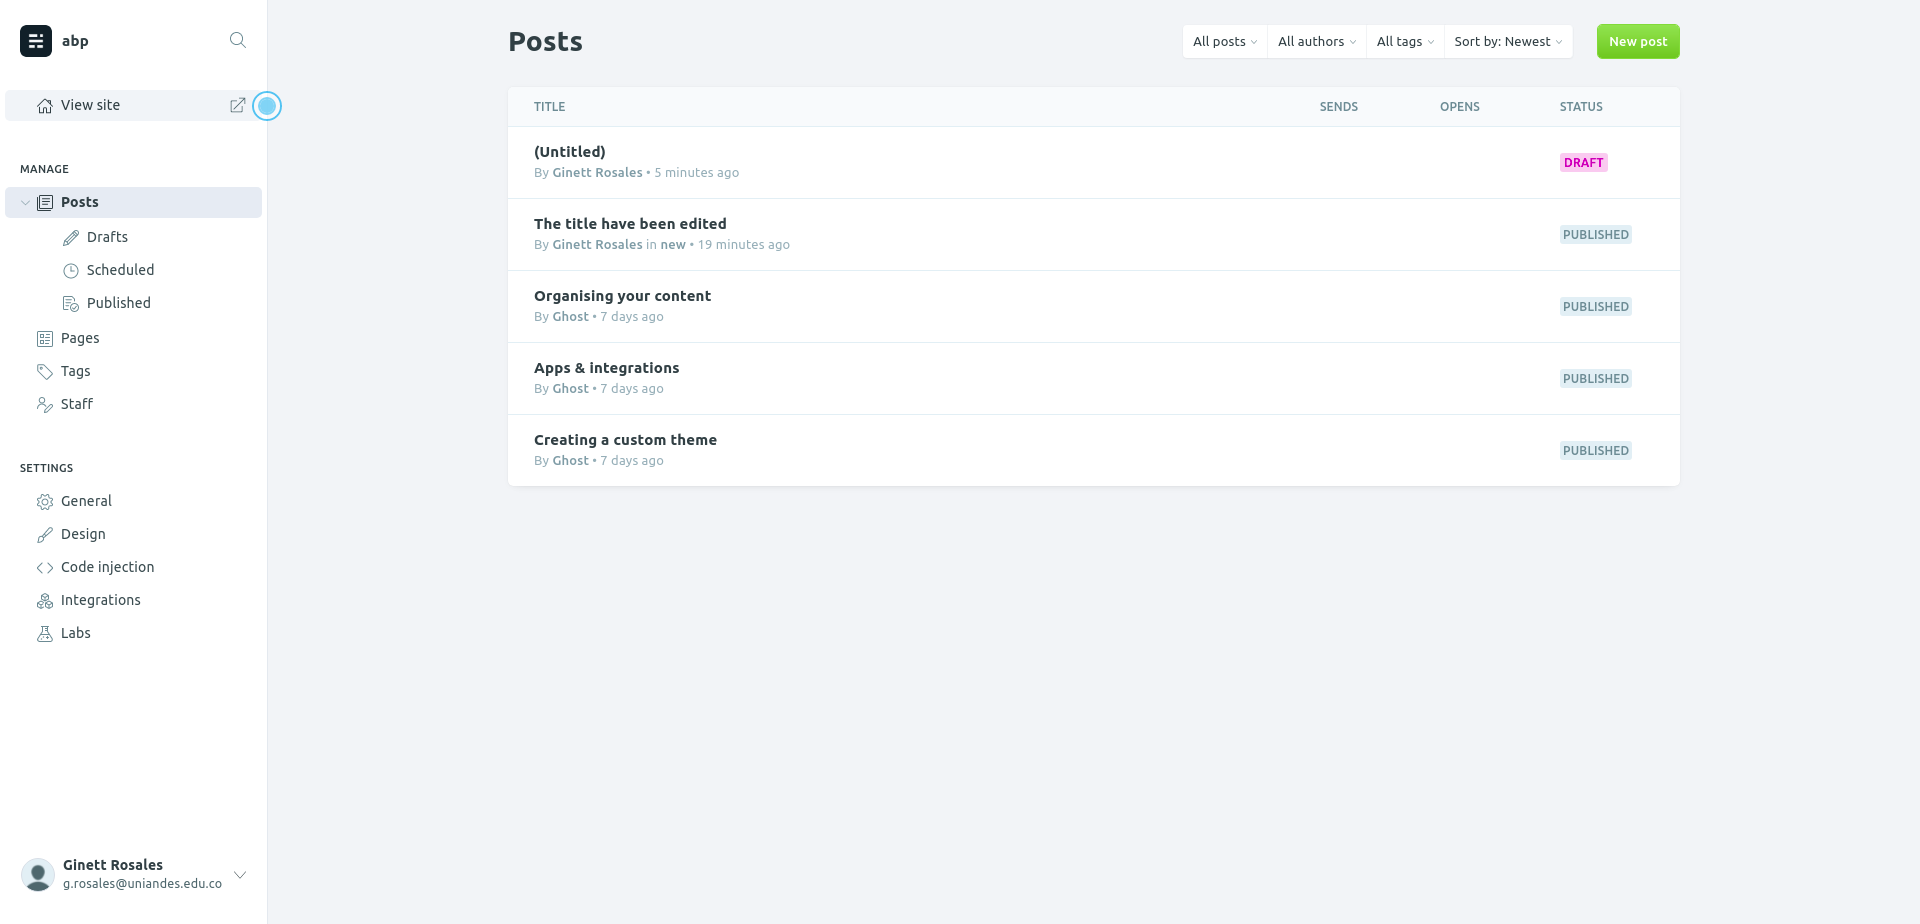 abp
View site
MANAGE
Posts
Drafts
Scheduled
Published
Pages
Tags
Staff
SETTINGS
General
Design
Code injection
Integrations
Labs
Ginett Rosales
g.rosales@uniandes.edu.co
Posts
All posts All authors All tags Sort by: Newest New post
TITLE SENDS OPENS STATUS
(Untitled)
By Ginett Rosales • 5 minutes ago
DRAFT
The title have been edited
By Ginett Rosales in new • 19 minutes ago
PUBLISHED
Organising your content
By Ghost • 7 days ago
PUBLISHED
Apps & integrations
By Ghost • 7 days ago
PUBLISHED
Creating a custom theme
By Ghost • 7 days ago
PUBLISHED